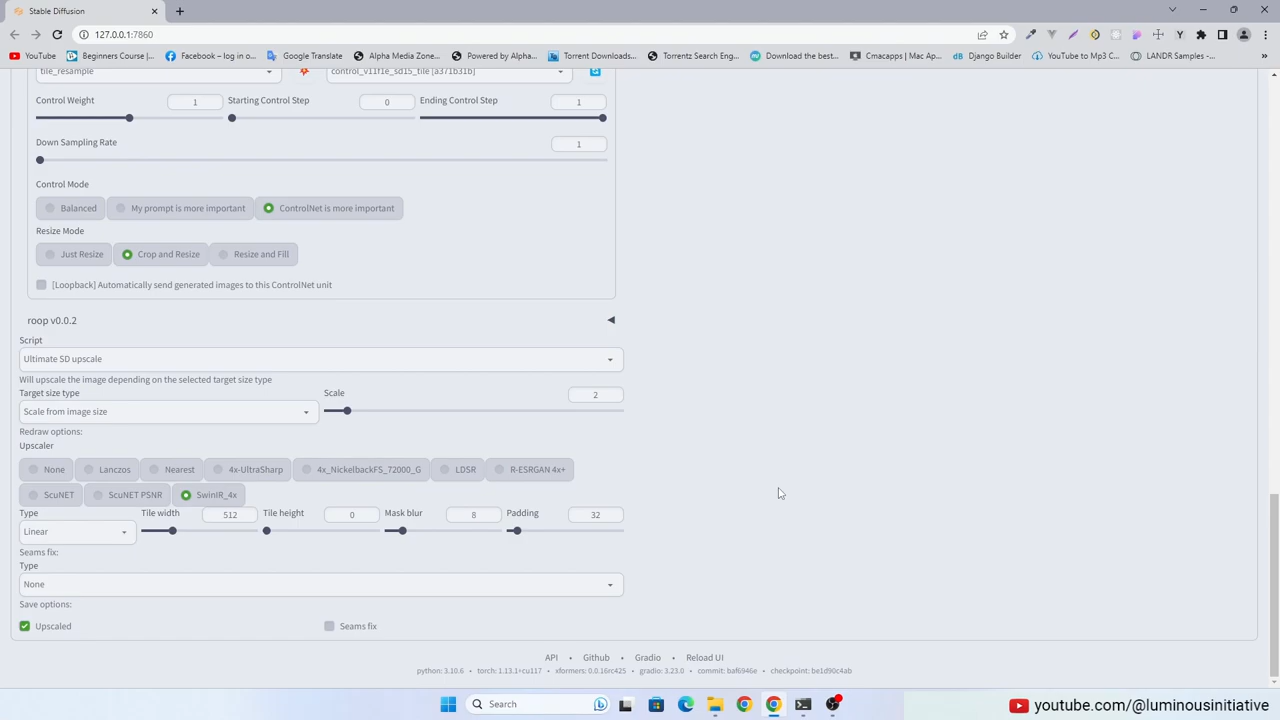 Stable Diffusion
127.0.0.1:7860
YouTube
Beginners Course |...
Facebook – log in o...
Google Translate
Alpha Media Zone...
Powered by Alpha...
Torrent Downloads...
Torrentz Search Eng...
Download the best...
Cmacapps | Mac Ap...
Django Builder
YouTube to Mp3 C...
LANDR Samples -...
tile_resample
control_v11f1e_sd15_tile [a371b31b]
Control Weight
1
Starting Control Step
0
Ending Control Step
1
Down Sampling Rate
1
Control Mode
Balanced
My prompt is more important
ControlNet is more important
Resize Mode
Just Resize
Crop and Resize
Resize and Fill
[Loopback] Automatically send generated images to this ControlNet unit
roop v0.0.2
Script
Ultimate SD upscale
Will upscale the image depending on the selected target size type
Target size type
Scale
2
Scale from image size
Redraw options:
Upscaler
None
Lanczos
Nearest
4x-UltraSharp
4x_NickelbackFS_72000_G
LDSR
R-ESRGAN 4x+
ScuNET
ScuNET PSNR
SwinIR_4x
Type
Tile width
512
Tile height
0
Mask blur
8
Padding
32
Linear
Seams fix:
Type
None
Save options:
Upscaled
Seams fix
API • Github • Gradio • Reload UI
python: 3.10.6 • torch: 1.13.1+cu117 • xformers: 0.0.16rc425 • gradio: 3.23.0 • commit: baf6946e • checkpoint: be1d90c4ab
Search
youtube.com/@luminousinitiative